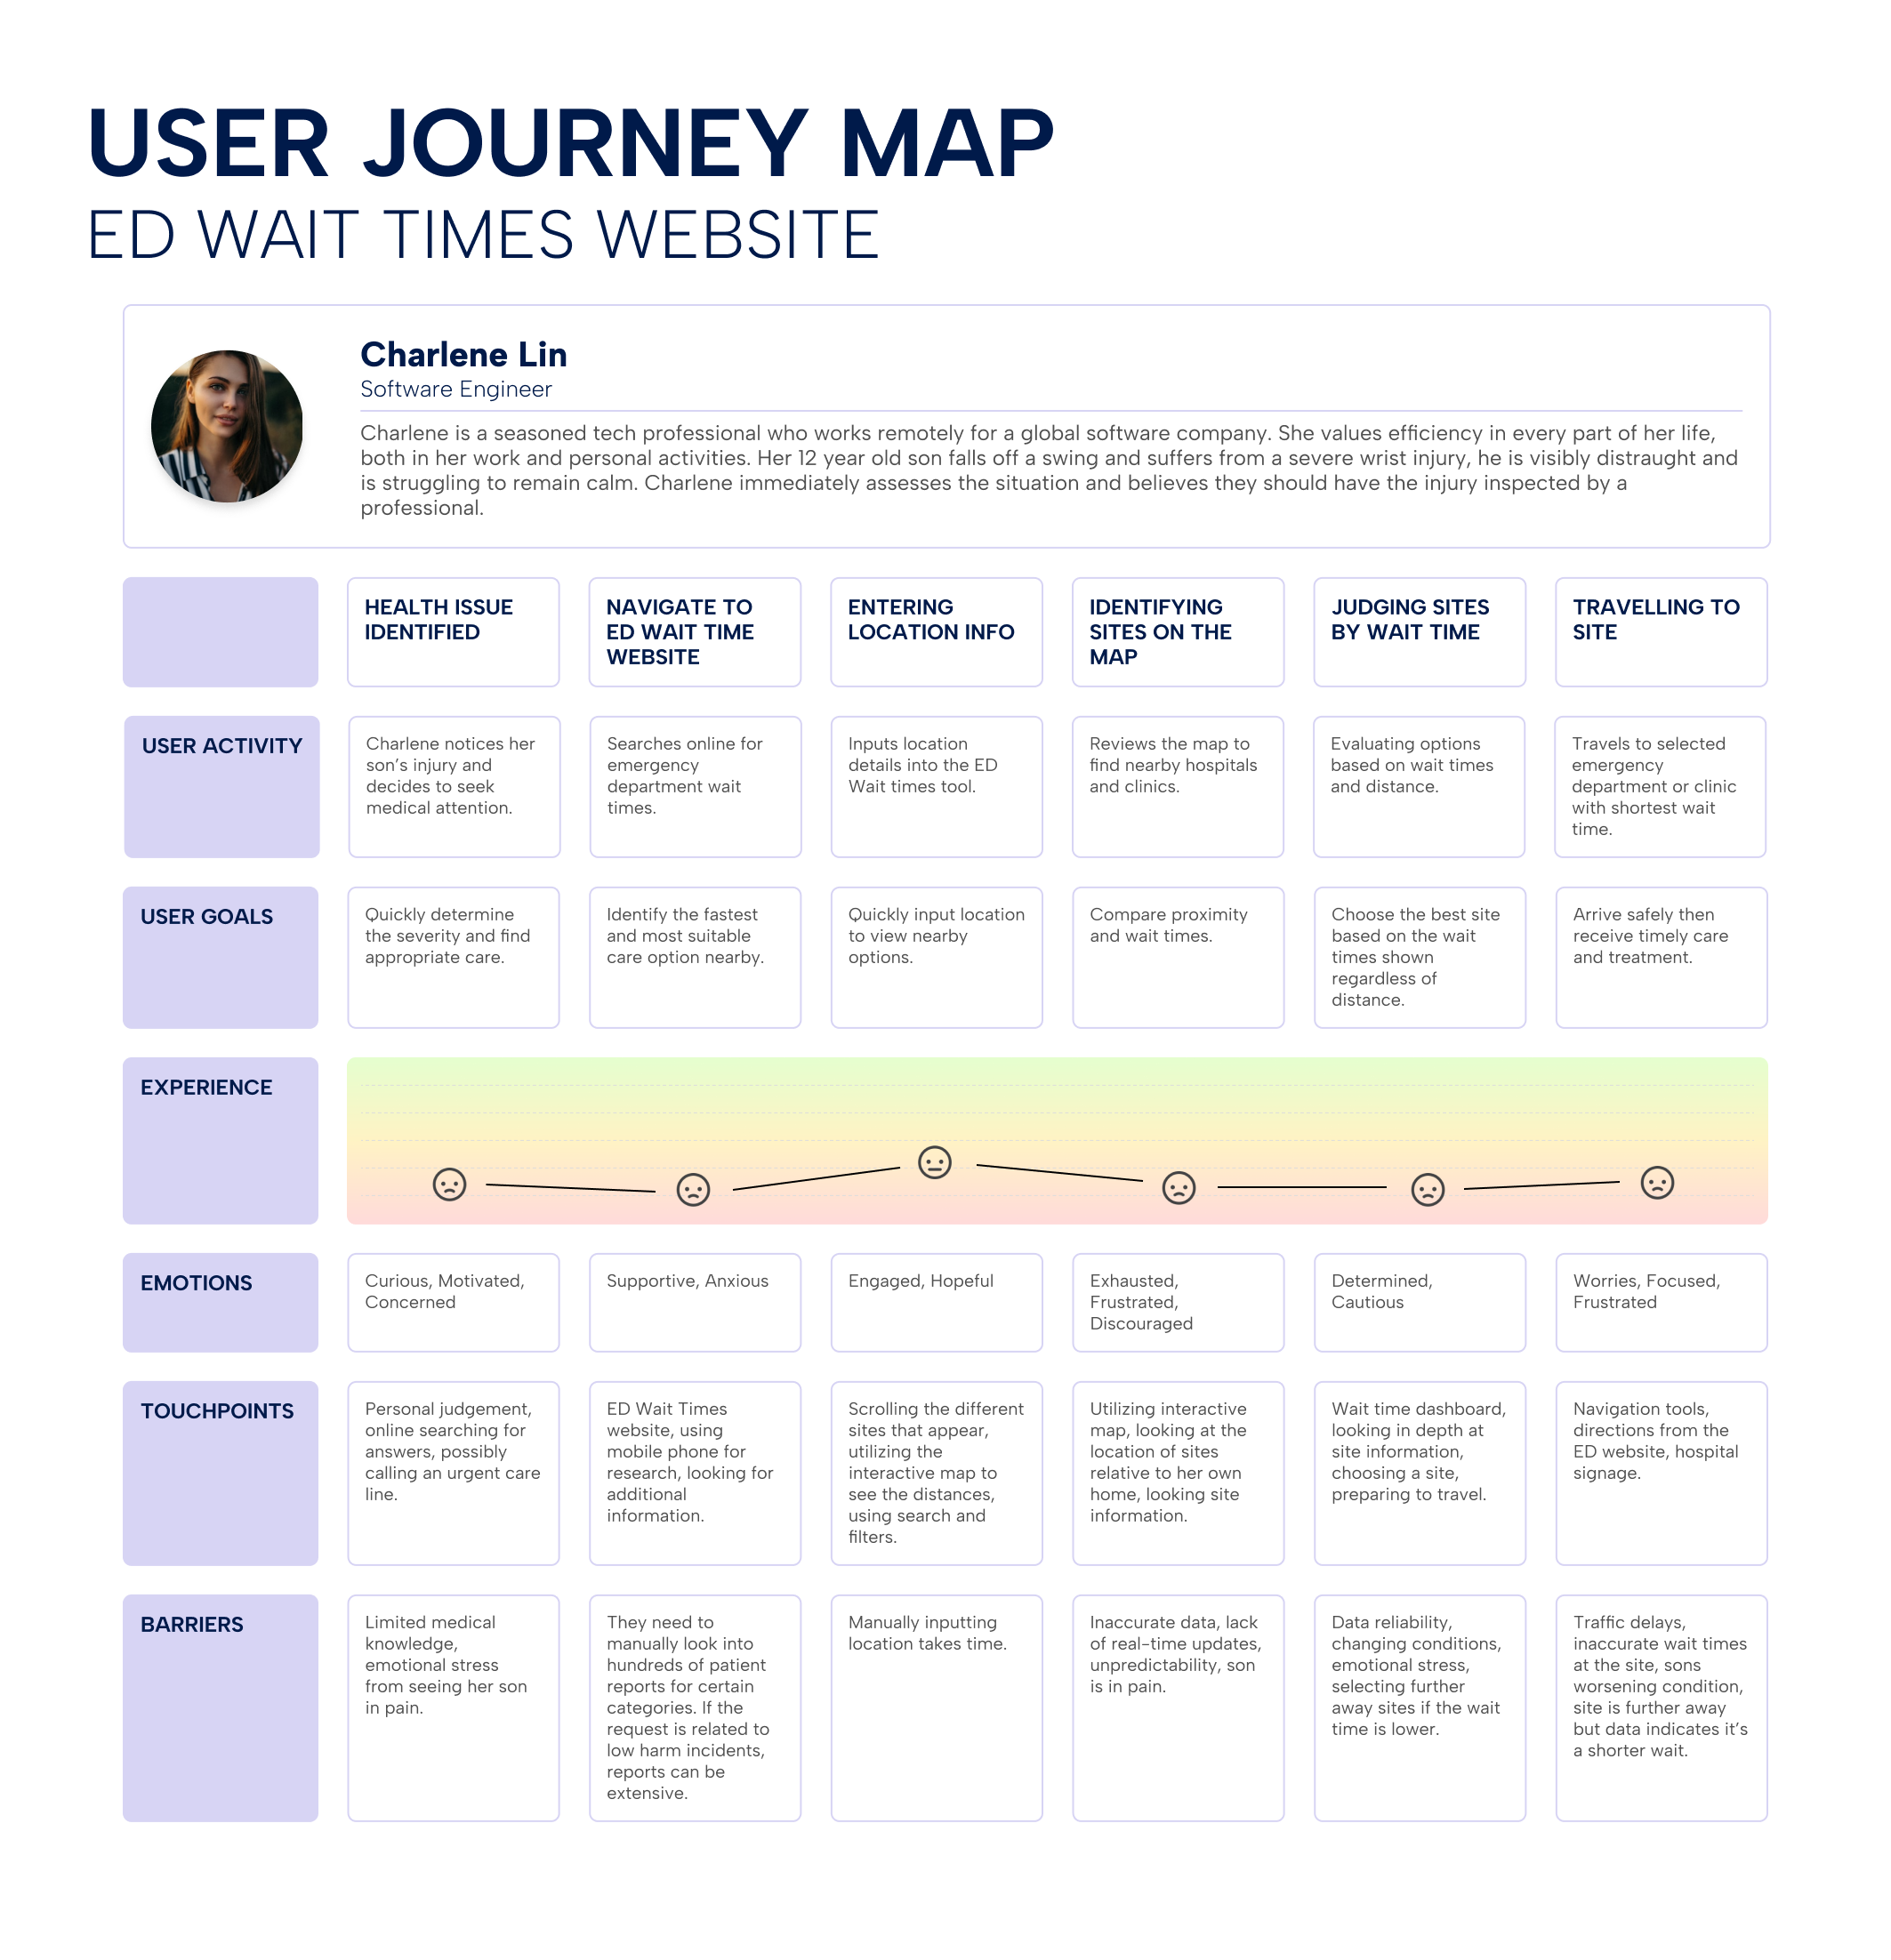 USER JOURNEY MAP
ED WAIT TIMES WEBSITE
Charlene Lin
Software Engineer
Charlene is a seasoned tech professional who works remotely for a global software company. She values efficiency in every part of her life,
both in her work and personal activities. Her 12 year old son falls off a swing and suffers from a severe wrist injury, he is visibly distraught and
is struggling to remain calm. Charlene immediately assesses the situation and believes they should have the injury inspected by a
professional.
HEALTH ISSUE
IDENTIFIED
NAVIGATE TO
ED WAIT TIME
WEBSITE
ENTERING
LOCATION INFO
IDENTIFYING
SITES ON THE
MAP
JUDGING SITES
BY WAIT TIME
TRAVELLING TO
SITE
USER ACTIVITY
Charlene notices her
son's injury and
decides to seek
medical attention.
Searches online for
emergency
department wait
times.
Inputs location
details into the ED
Wait times tool.
Reviews the map to
find nearby hospitals
and clinics.
Evaluating options
based on wait times
and distance.
Travels to selected
emergency
department or clinic
with shortest wait
time.
USER GOALS
Quickly determine
the severity and find
appropriate care.
Identify the fastest
and most suitable
care option nearby.
Quickly input location
to view nearby
options.
Compare proximity
and wait times.
Choose the best site
based on the wait
times shown
regardless of
distance.
Arrive safely then
receive timely care
and treatment.
EXPERIENCE
EMOTIONS
Curious, Motivated,
Concerned
Supportive, Anxious
Engaged, Hopeful
Exhausted,
Frustrated,
Discouraged
Determined,
Cautious
Worries, Focused,
Frustrated
TOUCHPOINTS
Personal judgement,
online searching for
answers, possibly
calling an urgent care
line.
ED Wait Times
website, using
mobile phone for
research, looking for
additional
information.
Scrolling the different
sites that appear,
utilizing the
interactive map to
see the distances,
using search and
filters.
Utilizing interactive
map, looking at the
location of sites
relative to her own
home, looking site
information.
Wait time dashboard,
looking in depth at
site information,
choosing a site,
preparing to travel.
Navigation tools,
directions from the
ED website, hospital
signage.
BARRIERS
Limited medical
knowledge,
emotional stress
from seeing her son
in pain.
They need to
manually look into
hundreds of patient
reports for certain
categories. If the
request is related to
low harm incidents,
reports can be
extensive.
Manually inputting
location takes time.
Inaccurate data, lack
of real-time updates,
unpredictability, son
is in pain.
Data reliability,
changing conditions,
emotional stress,
selecting further
away sites if the wait
time is lower.
Traffic delays,
inaccurate wait times
at the site, sons
worsening condition,
site is further away
but data indicates it's
a shorter wait.